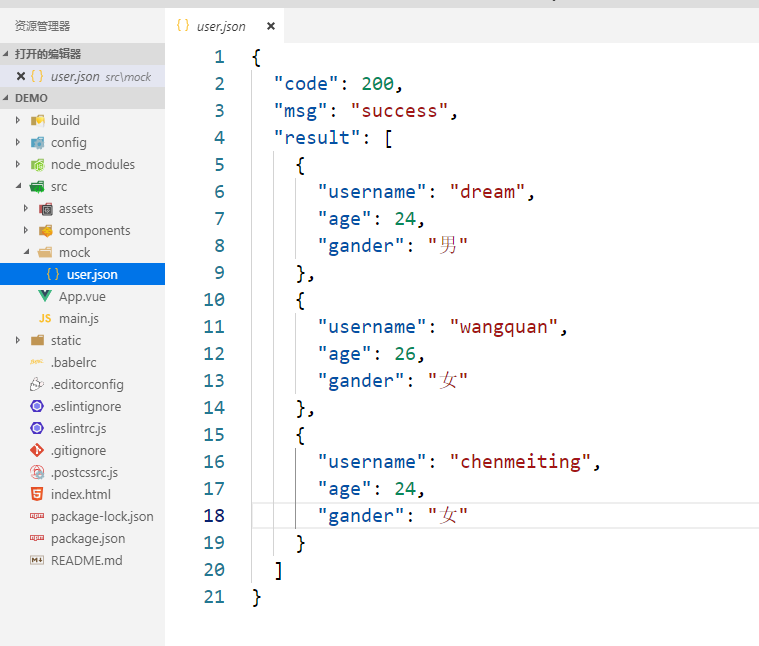 资源管理器
打开的编辑器
user.json src\mock
DEMO
build
config
node_modules
src
assets
components
mock
{ } user.json
App.vue
JS main.js
static
.babelrc
.editorconfig
.eslintignore
.eslintrc.js
.gitignore
.postcssrc.js
index.html
package-lock.json
package.json
README.md
{ } user.json ×
1 {
2 "code": 200,
3 "msg": "success",
4 "result": [
5 {
6 "username": "dream",
7 "age": 24,
8 "gander": "男"
9 },
10 {
11 "username": "wangquan",
12 "age": 26,
13 "gander": "女"
14 },
15 {
16 "username": "chenmeiting",
17 "age": 24,
18 "gander": "女"
19 }
20 ]
21 }